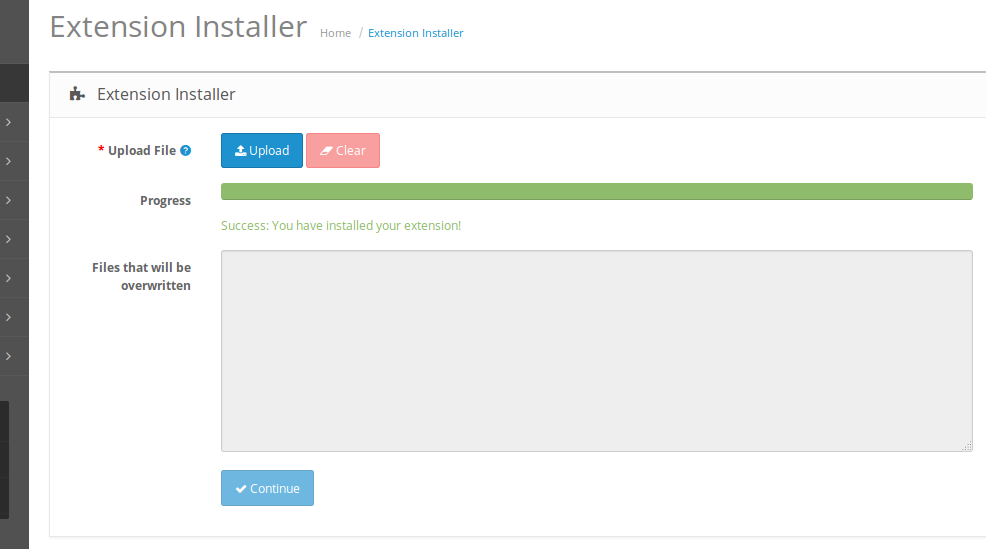 Extension Installer Home / Extension Installer
Extension Installer
* Upload File Upload Clear
Progress
Success: You have installed your extension!
Files that will be
overwritten
Continue